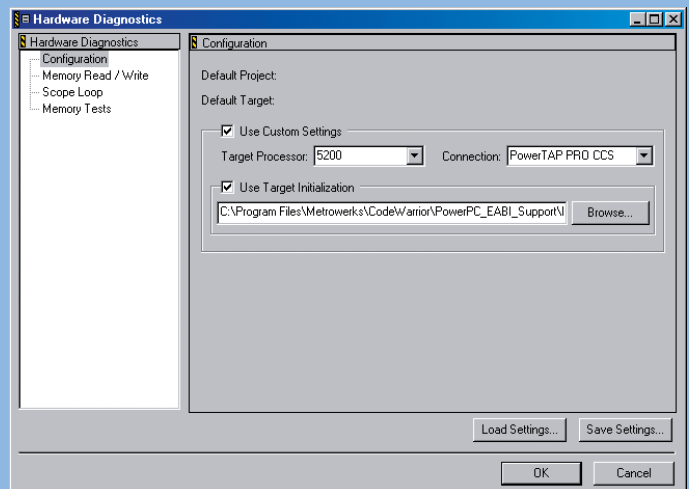 Hardware Diagnostics
Hardware Diagnostics
Configuration
Memory Read / Write
Scope Loop
Memory Tests
Configuration
Default Project:
Default Target:
Use Custom Settings
Target Processor: 5200 Connection: PowerTAP PRO CCS
Use Target Initialization
C:\Program Files\Metrowerks\CodeWarrior\PowerPC_EABI_Support\ Browse...
Load Settings... Save Settings...
OK Cancel